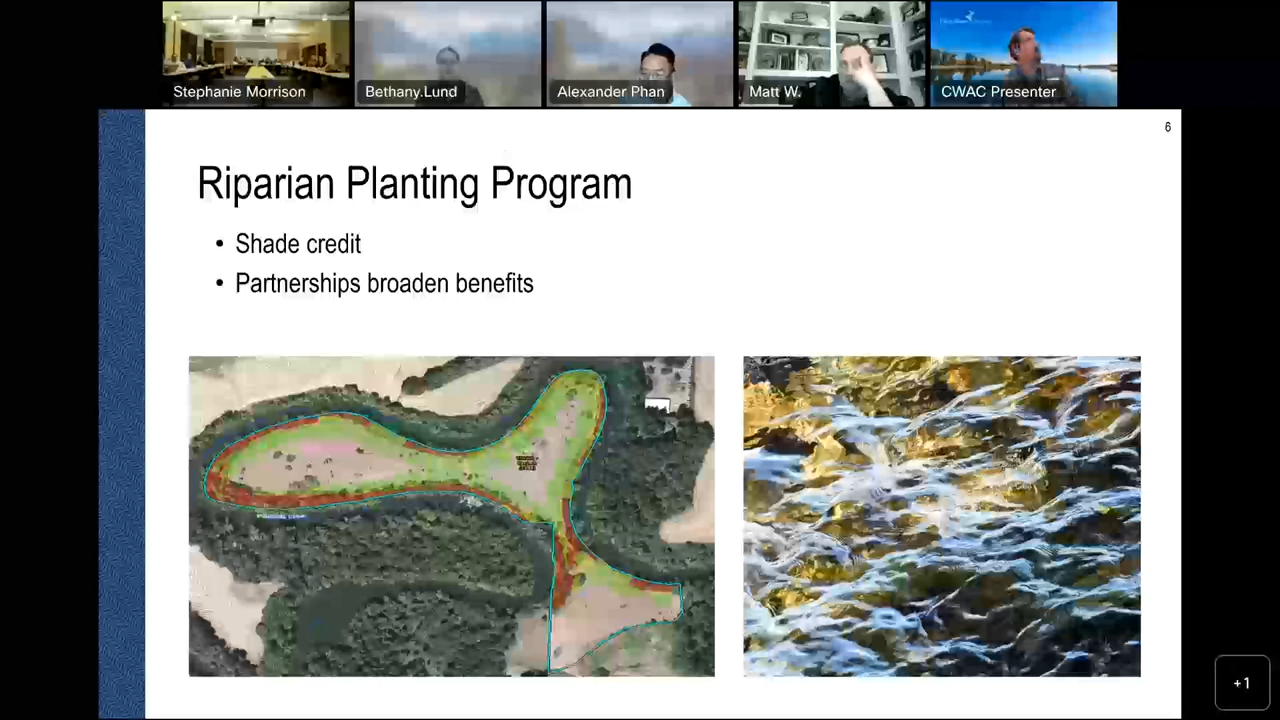 Stephanie Morrison
Bethany.Lund
Alexander Phan
Matt W.
CWAC Presenter
6
Riparian Planting Program
• Shade credit
• Partnerships broaden benefits
+1